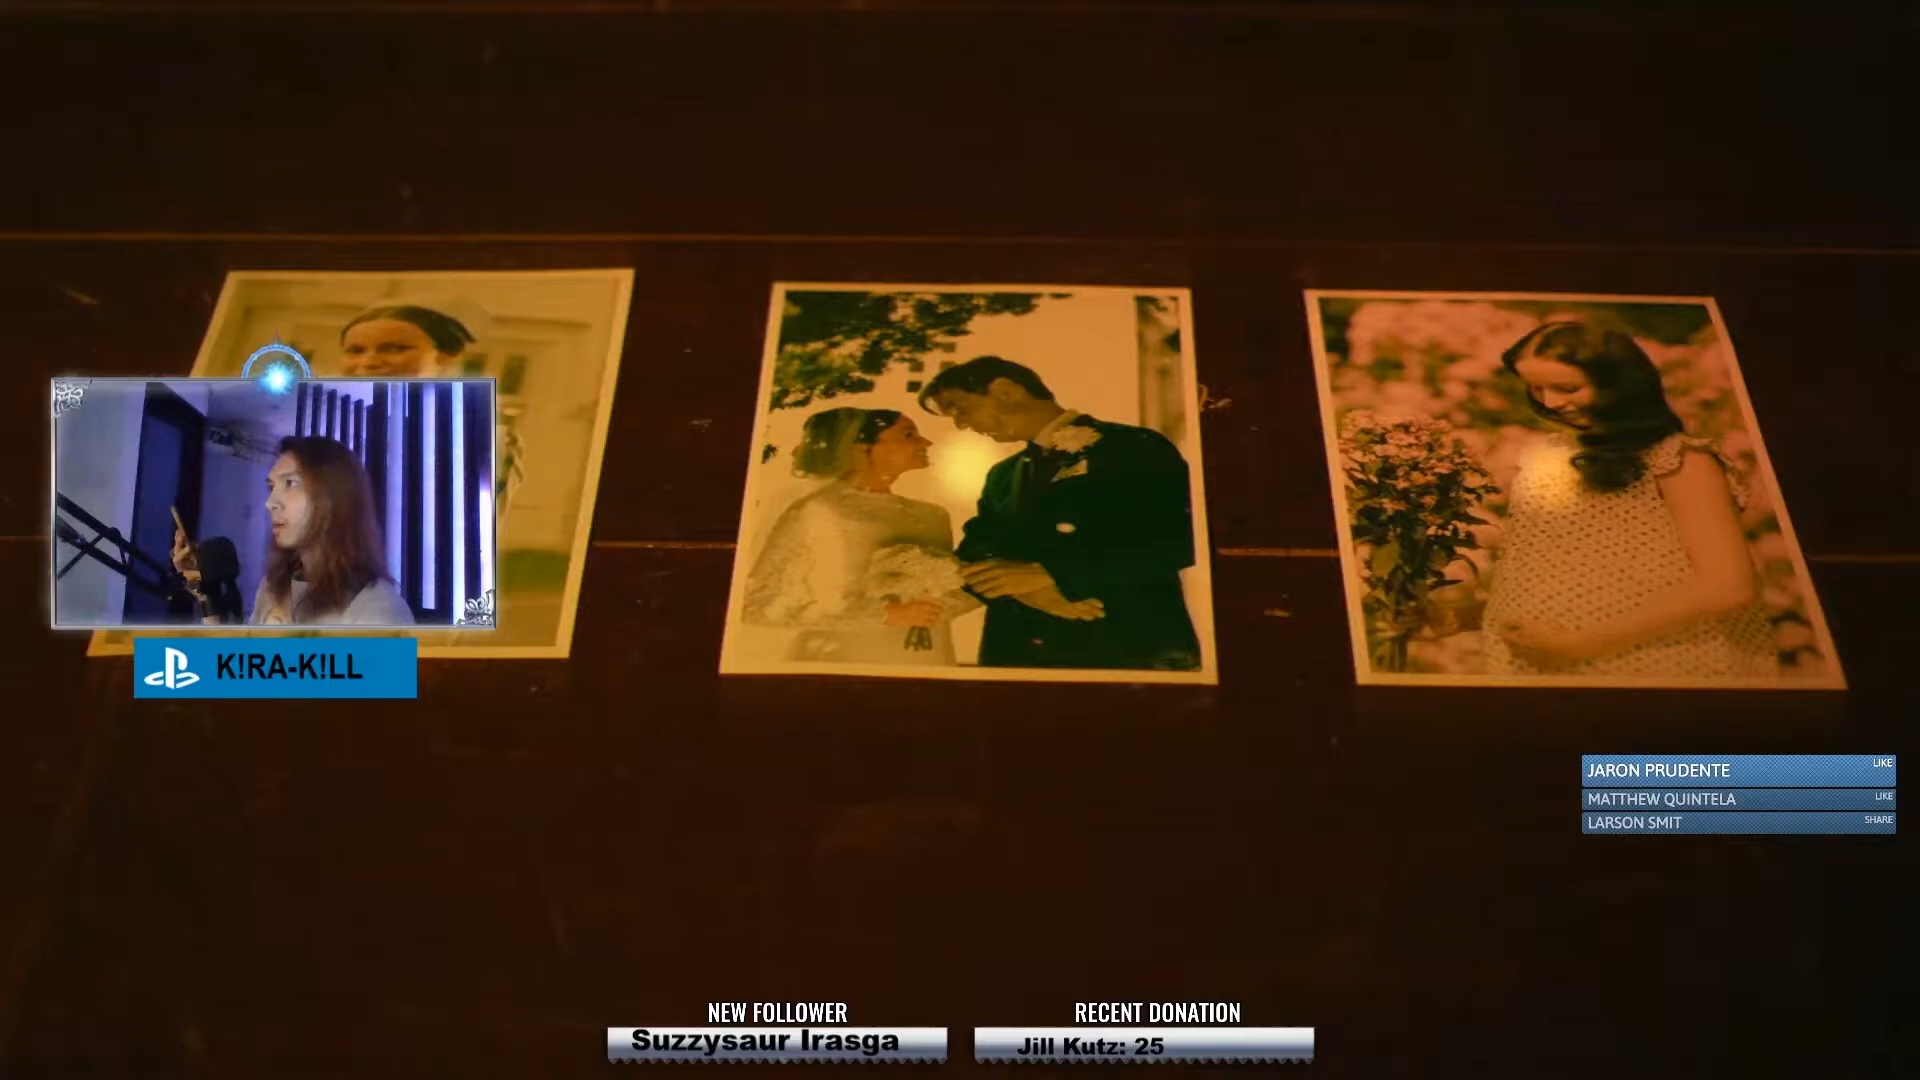 K!RA-K!LL
JARON PRUDENTE LIKE
MATTHEW QUINTELA LIKE
LARSON SMIT SHARE
NEW FOLLOWER
Suzzysaur Irasga
RECENT DONATION
Jill Kutz: 25